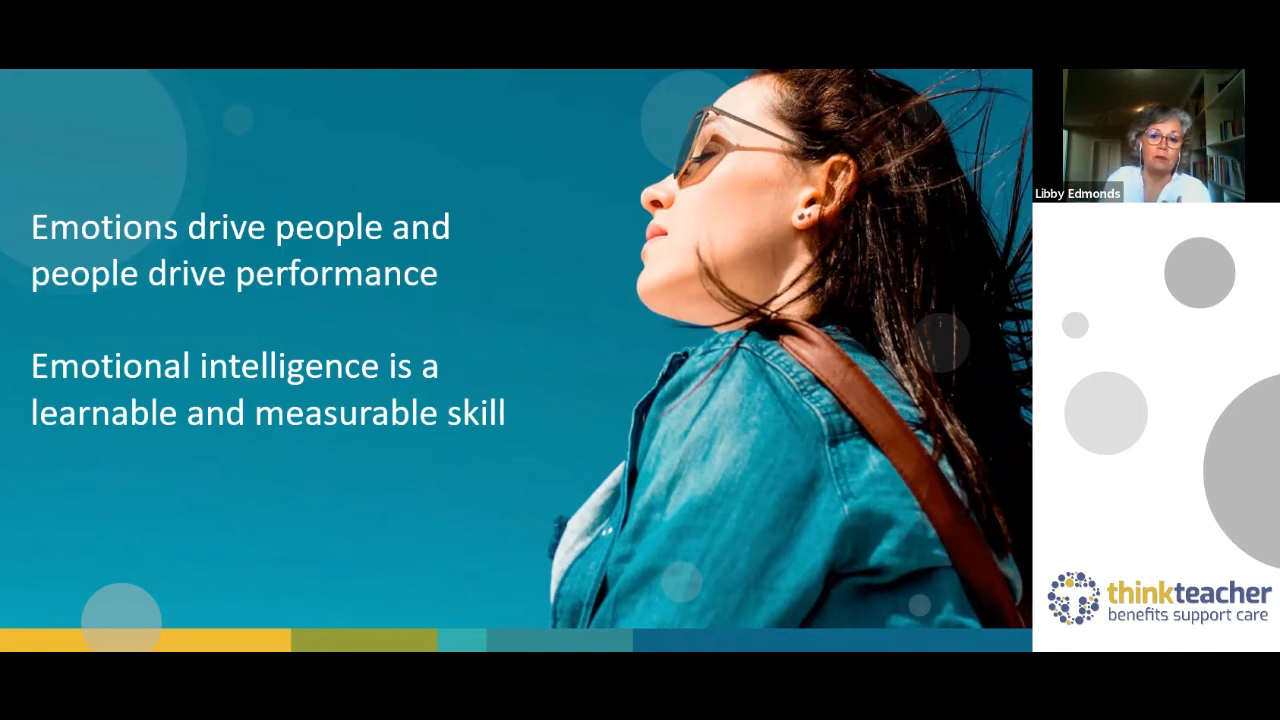 Emotions drive people and
people drive performance
Emotional intelligence is a
learnable and measurable skill
Libby Edmonds
thinkteacher
benefits support care